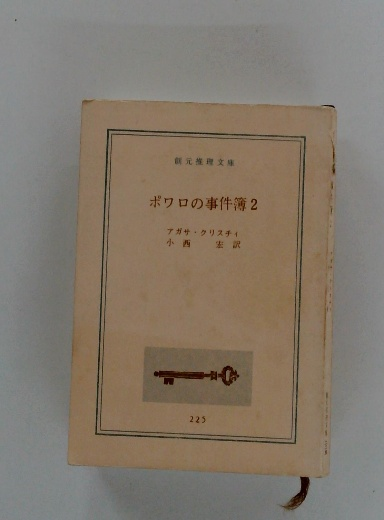 創元推理文庫
ポワロの事件簿2
アガサ・クリスチィ
小西 宏訳
225